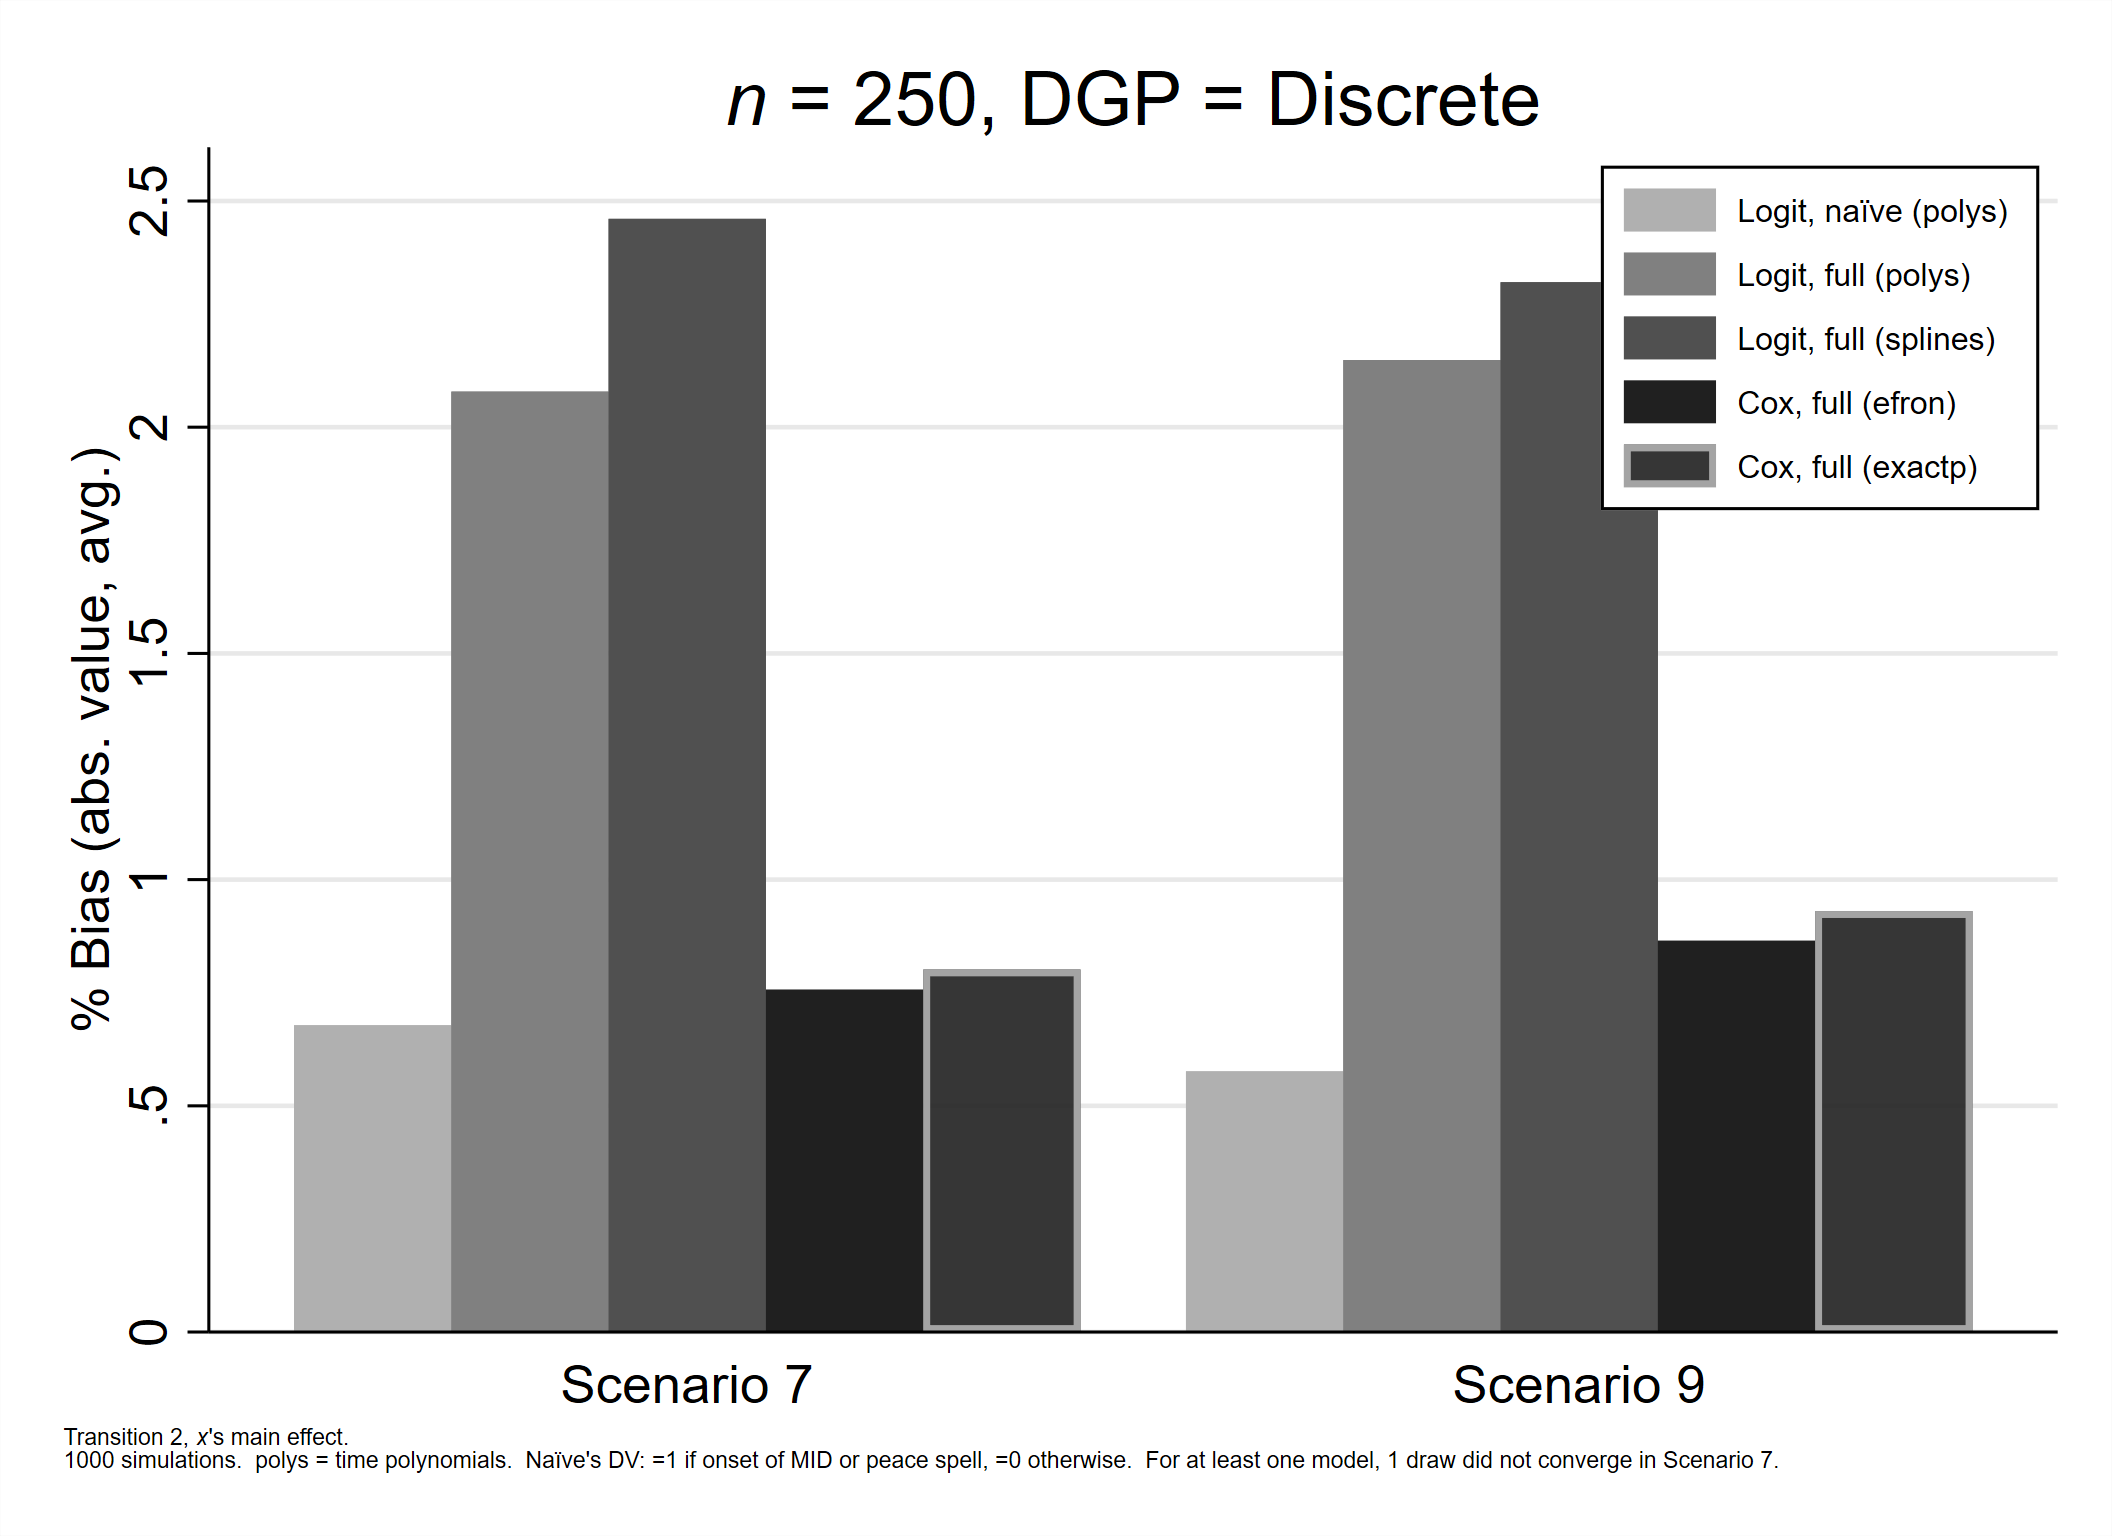 n = 250, DGP = Discrete
% Bias (abs. value, avg.)
2.5
2
1.5
1
.5
0
Logit, naïve (polys)
Logit, full (polys)
Logit, full (splines)
Cox, full (efron)
Cox, full (exactp)
Scenario 7
Scenario 9
Transition 2, x's main effect.
1000 simulations.  polys = time polynomials.  Naïve's DV: =1 if onset of MID or peace spell, =0 otherwise.  For at least one model, 1 draw did not converge in Scenario 7.